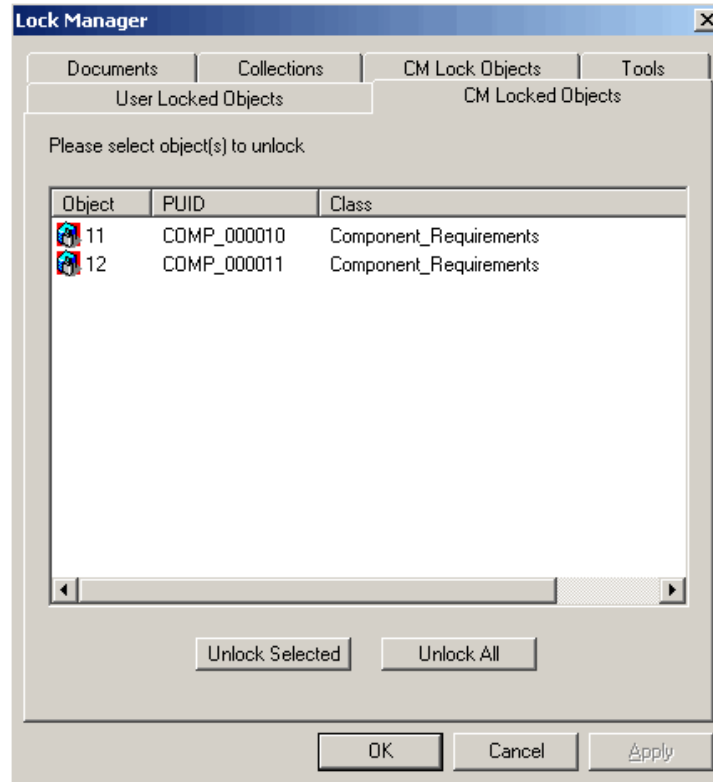 Lock Manager
Documents Collections CM Lock Objects Tools
User Locked Objects CM Locked Objects
Please select object(s) to unlock
Object PUID Class
11 COMP_000010 Component_Requirements
12 COMP_000011 Component_Requirements
Unlock Selected Unlock All
OK Cancel Apply